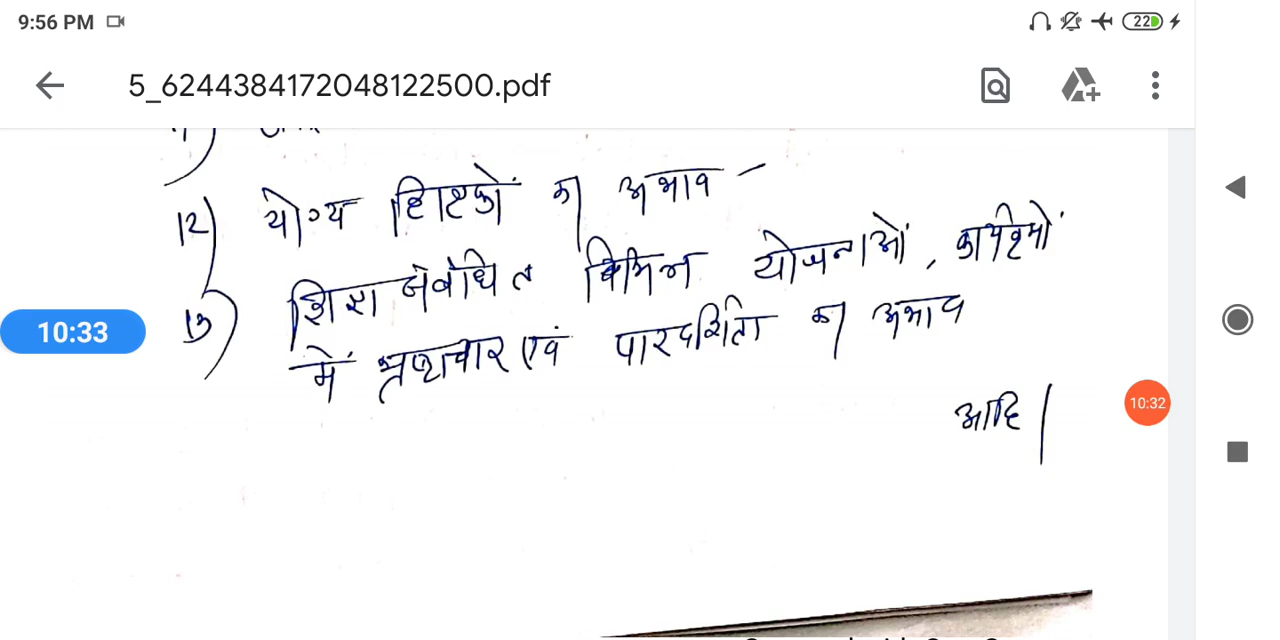 9:56 PM
22
5_6244384172048122500.pdf
12) योग्य शिक्षकों का अभाव –
13) शिक्षा संबंधित विभिन्न योजनाओं, कार्यक्रमों
में भ्रष्टाचार एवं पारदर्शिता का अभाव
आदि|
10:33
10:32